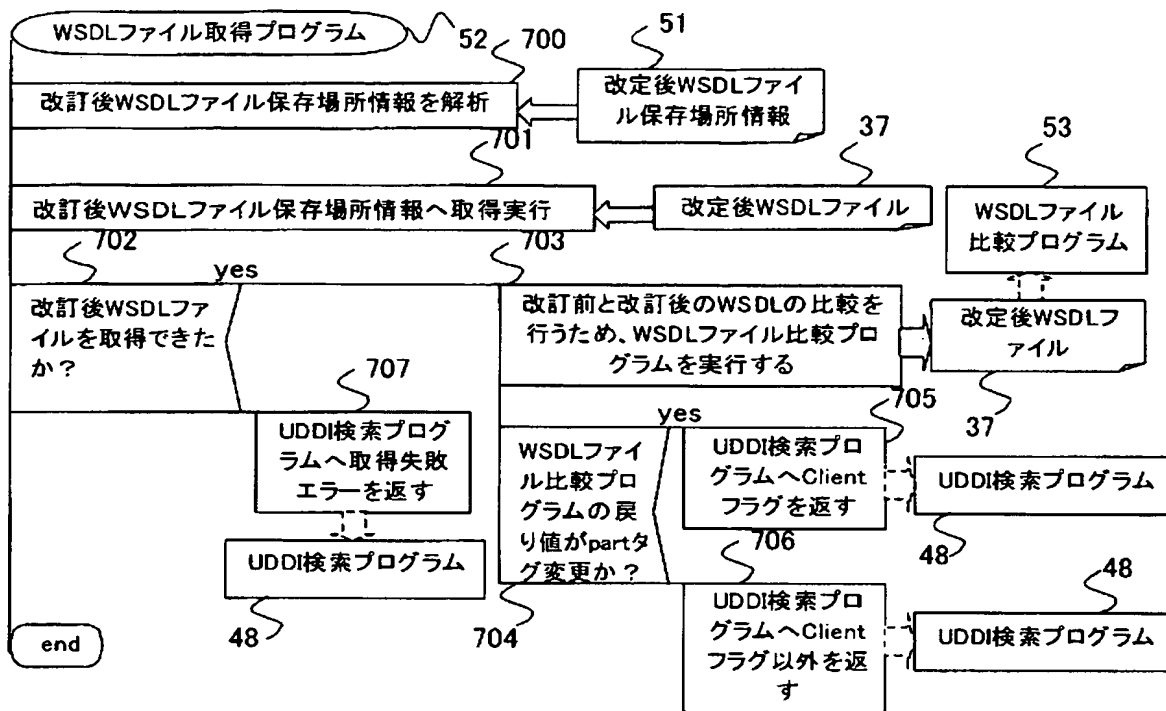 WSDLファイル取得プログラム
52
700
51
改訂後WSDLファイル保存場所情報を解析
改定後WSDLファイ
ル保存場所情報
701
37
53
改訂後WSDLファイル保存場所情報へ取得実行
改定後WSDLファイル
WSDLファイル
比較プログラム
702
yes
703
改訂後WSDLフ
ァイルを取得できた
か?
改訂前と改訂後のWSDLの比較を
行うため、WSDLファイル比較プロ
グラムを実行する
改定後WSDLフ
ァイル
37
707
UDDI検索プログ
ラムへ取得失敗
エラーを返す
UDDI検索プログラム
48
yes
705
WSDLファイ
ル比較プロ
グラムの戻
り値がpartタ
グ変更か?
704
UDDI検索プロ
グラムへClient
フラグを返す
UDDI検索プログラム
48
706
UDDI検索プロ
グラムへClient
フラグ以外を返
す
48
UDDI検索プログラム
end